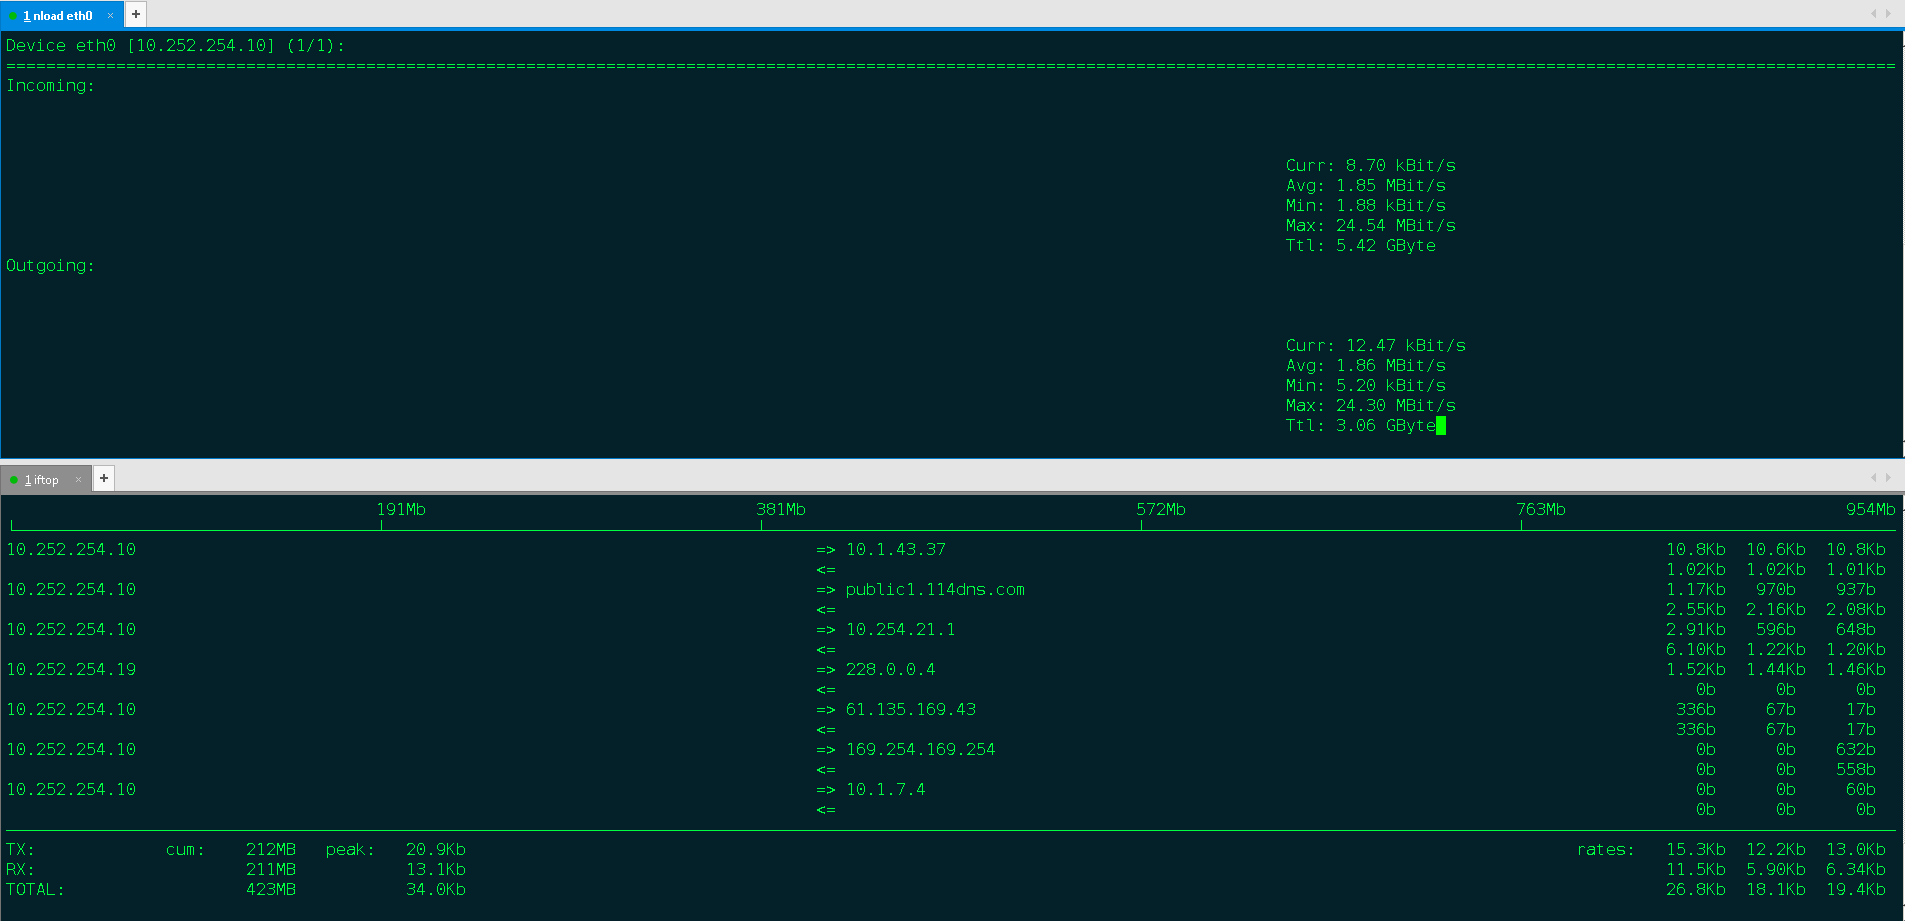 1 nload eth0 × +
Device eth0 [10.252.254.10] (1/1):
=============================================================================================================================================================================================
Incoming:
Curr: 8.70 kBit/s
Avg: 1.85 MBit/s
Min: 1.88 kBit/s
Max: 24.54 MBit/s
Ttl: 5.42 GByte
Outgoing:
Curr: 12.47 kBit/s
Avg: 1.86 MBit/s
Min: 5.20 kBit/s
Max: 24.30 MBit/s
Ttl: 3.06 GByte
1 iftop × +
191Mb 381Mb 572Mb 763Mb 954Mb
10.252.254.10 => 10.1.43.37 10.8Kb 10.6Kb 10.8Kb
<= 1.02Kb 1.02Kb 1.01Kb
10.252.254.10 => public1.114dns.com 1.17Kb 970b 937b
<= 2.55Kb 2.16Kb 2.08Kb
10.252.254.10 => 10.254.21.1 2.91Kb 596b 648b
<= 6.10Kb 1.22Kb 1.20Kb
10.252.254.19 => 228.0.0.4 1.52Kb 1.44Kb 1.46Kb
<= 0b 0b 0b
10.252.254.10 => 61.135.169.43 336b 67b 17b
<= 336b 67b 17b
10.252.254.10 => 169.254.169.254 0b 0b 632b
<= 0b 0b 558b
10.252.254.10 => 10.1.7.4 0b 0b 60b
<= 0b 0b 0b
TX: cum: 212MB peak: 20.9Kb rates: 15.3Kb 12.2Kb 13.0Kb
RX: 211MB 13.1Kb 11.5Kb 5.90Kb 6.34Kb
TOTAL: 423MB 34.0Kb 26.8Kb 18.1Kb 19.4Kb